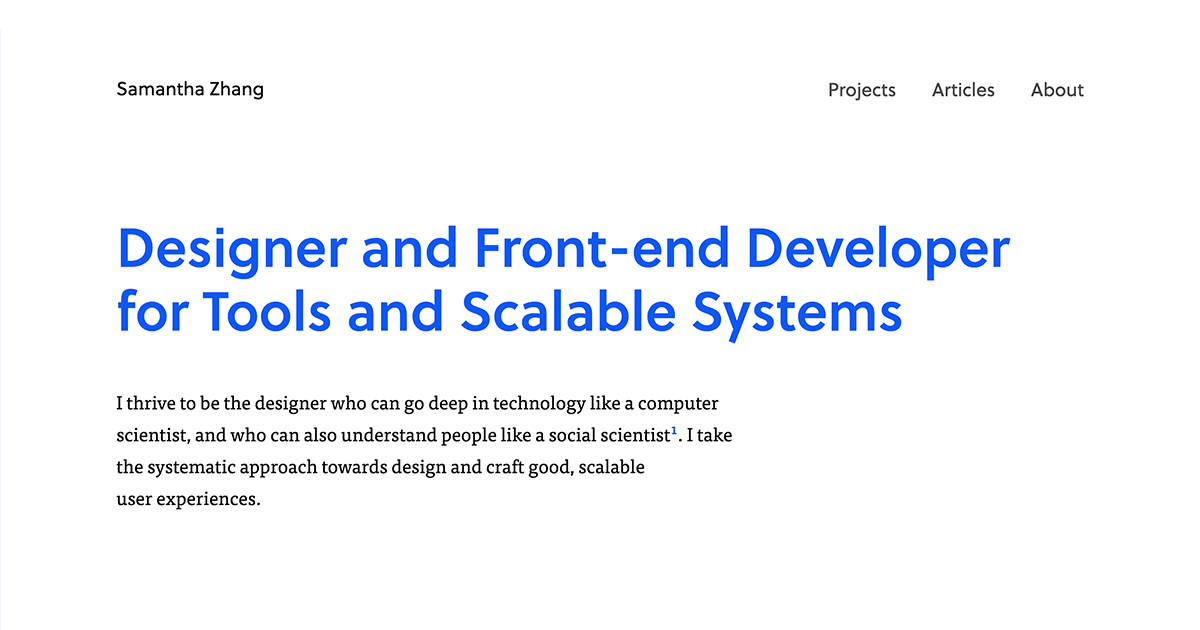 Samantha Zhang
Projects Articles About
Designer and Front-end Developer
for Tools and Scalable Systems
I thrive to be the designer who can go deep in technology like a computer
scientist, and who can also understand people like a social scientist¹. I take
the systematic approach towards design and craft good, scalable
user experiences.